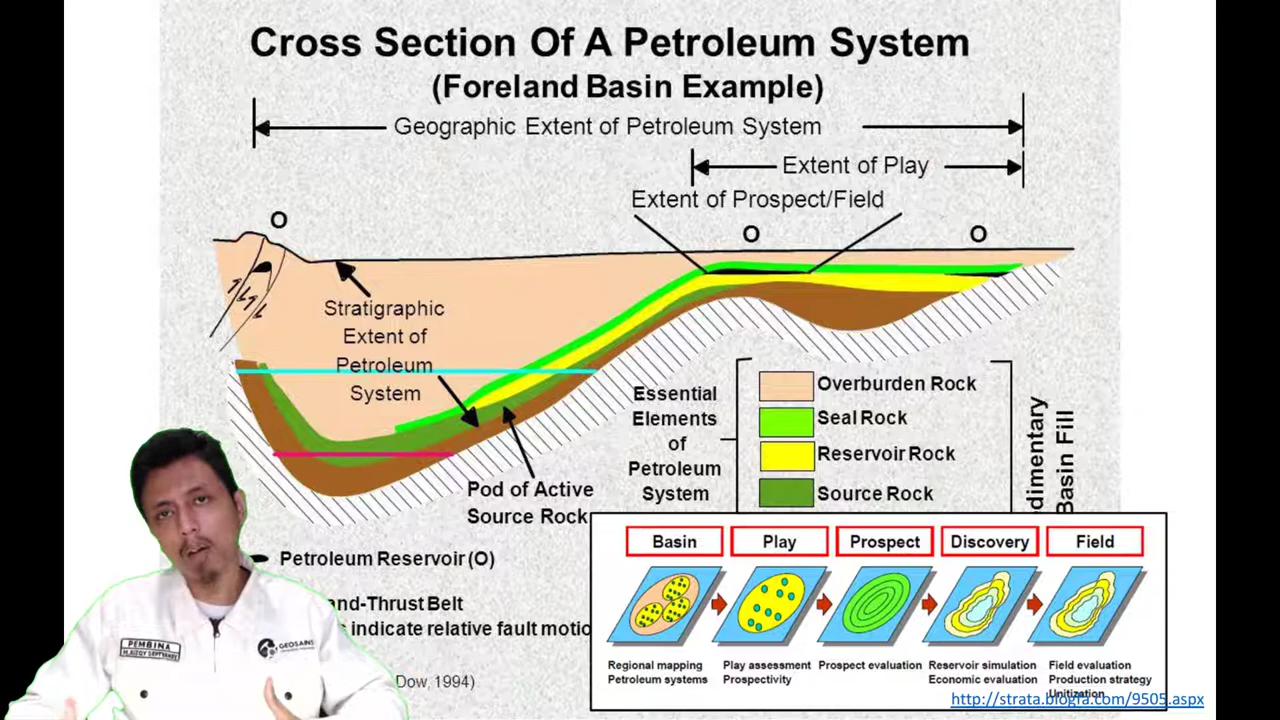 Cross Section Of A Petroleum System
(Foreland Basin Example)
Geographic Extent of Petroleum System
Extent of Play
Extent of Prospect/Field
O
O
O
Stratigraphic
Extent of
Petroleum
System
Pod of Active
Source Rock
Essential
Elements
of
Petroleum
System
Overburden Rock
Seal Rock
Reservoir Rock
Source Rock
dimentary
Basin Fill
Petroleum Reservoir (O)
and-Thrust Belt
indicate relative fault motio
Dow, 1994)
Basin
Play
Prospect
Discovery
Field
Regional mapping
Petroleum systems
Play assessment
Prospectivity
Prospect evaluation
Reservoir simulation
Economic evaluation
Field evaluation
Production strategy
Unitization
http://strata.blogfa.com/9505.aspx
PEMBINA
GEOSAINS